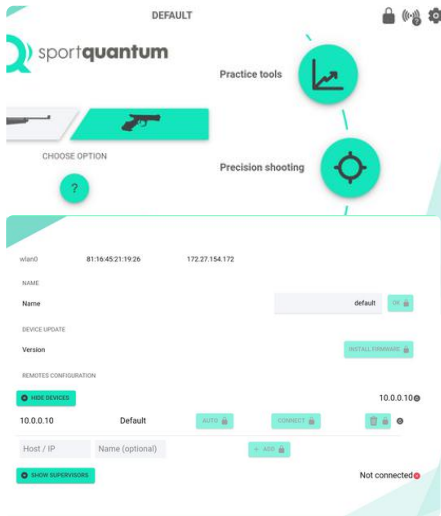 DEFAULT
sportquantum
Practice tools
CHOOSE OPTION
?
Precision shooting
wlan0 81:16:45:21:19:26 172.27.154.172
NAME
Name default OK
DEVICE UPDATE
Version INSTALL FIRMWARE
REMOTES CONFIGURATION
HIDE DEVICES 10.0.0.10
10.0.0.10 Default AUTO CONNECT
Host / IP Name (optional) + ADD
SHOW SUPERVISORS Not connected